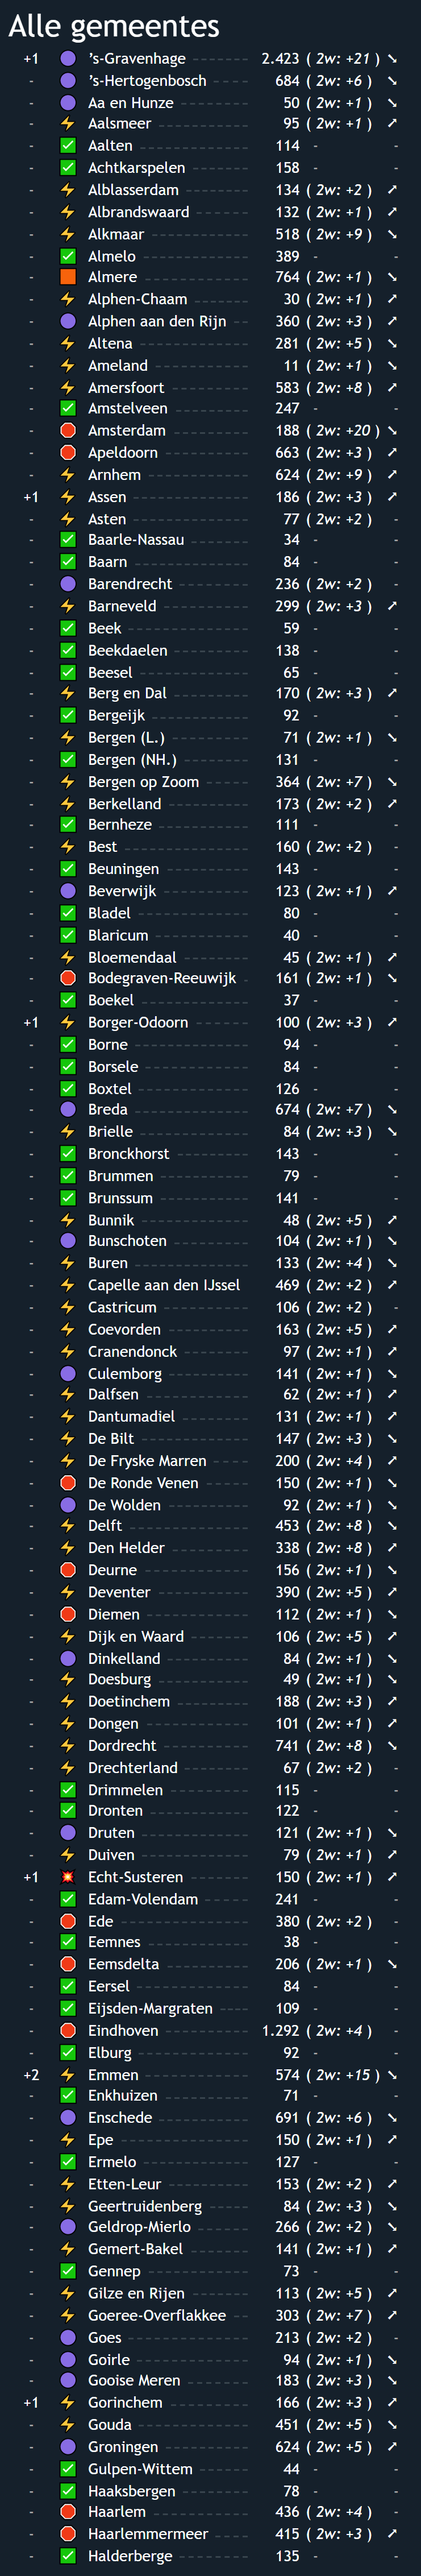 Alle gemeentes
+1 's-Gravenhage 2.423 ( 2w: +21 )
- 's-Hertogenbosch 684 ( 2w: +6 )
- Aa en Hunze 50 ( 2w: +1 )
- Aalsmeer 95 ( 2w: +1 )
- Aalten 114 - -
- Achtkarspelen 158 - -
- Alblasserdam 134 ( 2w: +2 )
- Albrandswaard 132 ( 2w: +1 )
- Alkmaar 518 ( 2w: +9 )
- Almelo 389 - -
- Almere 764 ( 2w: +1 )
- Alphen-Chaam 30 ( 2w: +1 )
- Alphen aan den Rijn 360 ( 2w: +3 )
- Altena 281 ( 2w: +5 )
- Ameland 11 ( 2w: +1 )
- Amersfoort 583 ( 2w: +8 )
- Amstelveen 247 - -
- Amsterdam 188 ( 2w: +20 )
- Apeldoorn 663 ( 2w: +3 )
- Arnhem 624 ( 2w: +9 )
+1 Assen 186 ( 2w: +3 )
- Asten 77 ( 2w: +2 ) -
- Baarle-Nassau 34 - -
- Baarn 84 - -
- Barendrecht 236 ( 2w: +2 ) -
- Barneveld 299 ( 2w: +3 )
- Beek 59 - -
- Beekdaelen 138 - -
- Beesel 65 - -
- Berg en Dal 170 ( 2w: +3 )
- Bergeijk 92 - -
- Bergen (L.) 71 ( 2w: +1 )
- Bergen (NH.) 131 - -
- Bergen op Zoom 364 ( 2w: +7 )
- Berkelland 173 ( 2w: +2 )
- Bernheze 111 - -
- Best 160 ( 2w: +2 ) -
- Beuningen 143 - -
- Beverwijk 123 ( 2w: +1 )
- Bladel 80 - -
- Blaricum 40 - -
- Bloemendaal 45 ( 2w: +1 )
- Bodegraven-Reeuwijk 161 ( 2w: +1 )
- Boekel 37 - -
+1 Borger-Odoorn 100 ( 2w: +3 )
- Borne 94 - -
- Borsele 84 - -
- Boxtel 126 - -
- Breda 674 ( 2w: +7 )
- Brielle 84 ( 2w: +3 )
- Bronckhorst 143 - -
- Brummen 79 - -
- Brunssum 141 - -
- Bunnik 48 ( 2w: +5 )
- Bunschoten 104 ( 2w: +1 )
- Buren 133 ( 2w: +4 )
- Capelle aan den IJssel 469 ( 2w: +2 )
- Castricum 106 ( 2w: +2 ) -
- Coevorden 163 ( 2w: +5 )
- Cranendonck 97 ( 2w: +1 )
- Culemborg 141 ( 2w: +1 )
- Dalfsen 62 ( 2w: +1 )
- Dantumadiel 131 ( 2w: +1 )
- De Bilt 147 ( 2w: +3 )
- De Fryske Marren 200 ( 2w: +4 )
- De Ronde Venen 150 ( 2w: +1 )
- De Wolden 92 ( 2w: +1 )
- Delft 453 ( 2w: +8 )
- Den Helder 338 ( 2w: +8 )
- Deurne 156 ( 2w: +1 )
- Deventer 390 ( 2w: +5 )
- Diemen 112 ( 2w: +1 )
- Dijk en Waard 106 ( 2w: +5 )
- Dinkelland 84 ( 2w: +1 )
- Doesburg 49 ( 2w: +1 )
- Doetinchem 188 ( 2w: +3 )
- Dongen 101 ( 2w: +1 )
- Dordrecht 741 ( 2w: +8 )
- Drechterland 67 ( 2w: +2 ) -
- Drimmelen 115 - -
- Dronten 122 - -
- Druten 121 ( 2w: +1 )
- Duiven 79 ( 2w: +1 )
+1 Echt-Susteren 150 ( 2w: +1 )
- Edam-Volendam 241 - -
- Ede 380 ( 2w: +2 ) -
- Eemnes 38 - -
- Eemsdelta 206 ( 2w: +1 )
- Eersel 84 - -
- Eijsden-Margraten 109 - -
- Eindhoven 1.292 ( 2w: +4 ) -
- Elburg 92 - -
+2 Emmen 574 ( 2w: +15 )
- Enkhuizen 71 - -
- Enschede 691 ( 2w: +6 )
- Epe 150 ( 2w: +1 )
- Ermelo 127 - -
- Etten-Leur 153 ( 2w: +2 )
- Geertruidenberg 84 ( 2w: +3 )
- Geldrop-Mierlo 266 ( 2w: +2 )
- Gemert-Bakel 141 ( 2w: +1 )
- Gennep 73 - -
- Gilze en Rijen 113 ( 2w: +5 )
- Goeree-Overflakkee 303 ( 2w: +7 )
- Goes 213 ( 2w: +2 ) -
- Goirle 94 ( 2w: +1 )
- Gooise Meren 183 ( 2w: +3 )
+1 Gorinchem 166 ( 2w: +3 )
- Gouda 451 ( 2w: +5 )
- Groningen 624 ( 2w: +5 )
- Gulpen-Wittem 44 - -
- Haaksbergen 78 - -
- Haarlem 436 ( 2w: +4 ) -
- Haarlemmermeer 415 ( 2w: +3 )
- Halderberge 135 - -